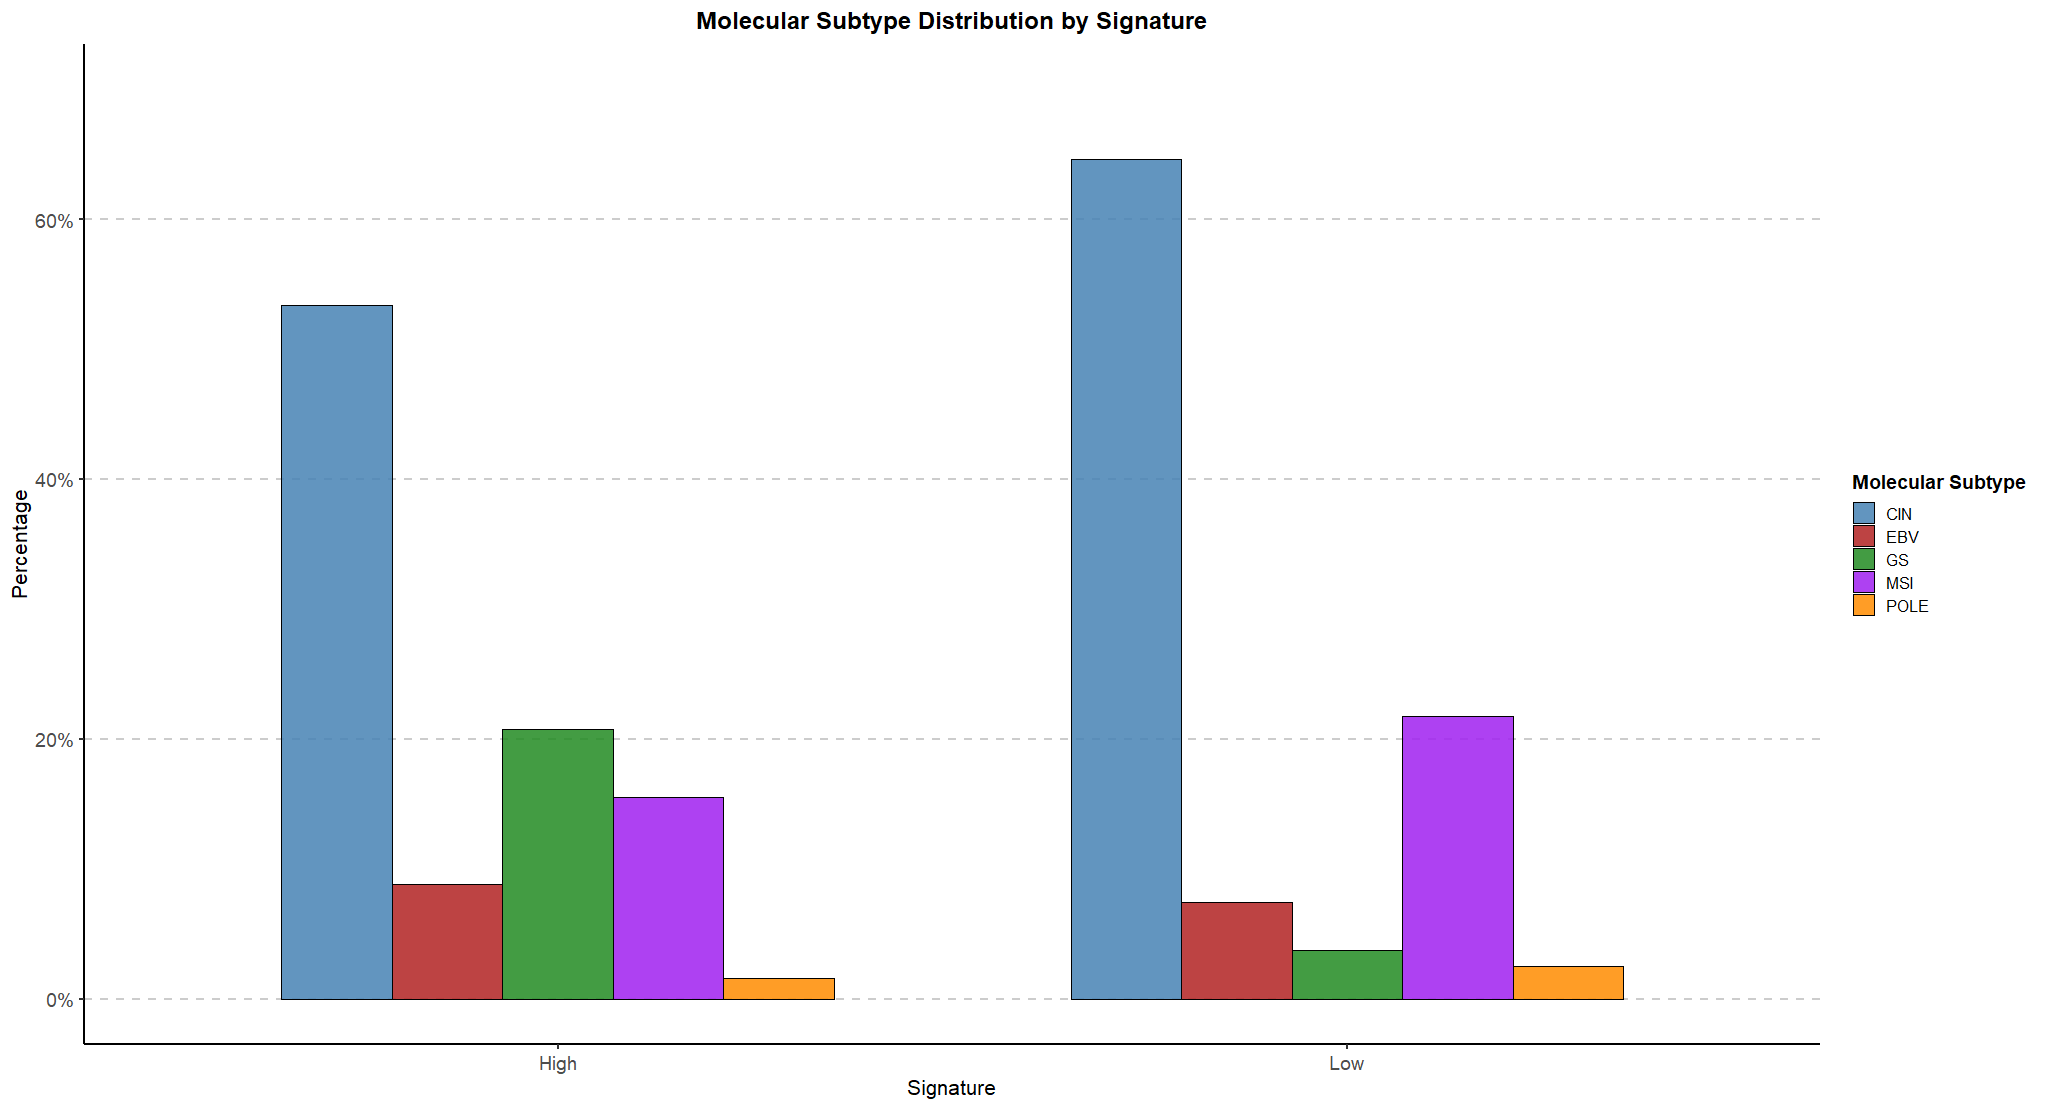 Molecular Subtype Distribution by Signature
Percentage
60%
40%
20%
0%
High
Low
Signature
Molecular Subtype
CIN
EBV
GS
MSI
POLE